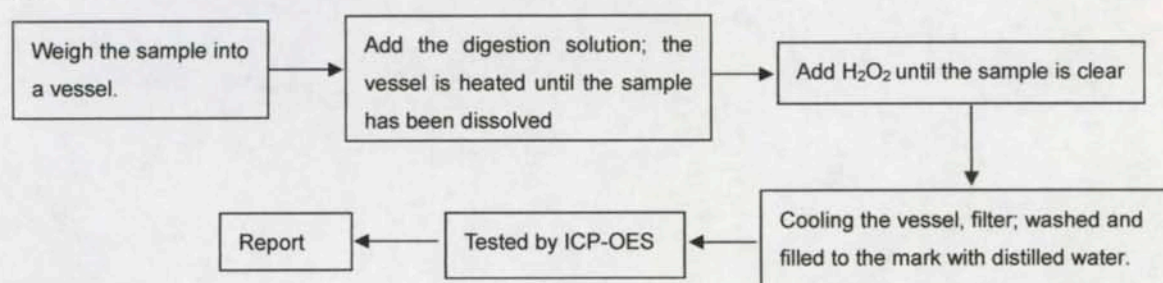 Weigh the sample into
a vessel.
Add the digestion solution; the
vessel is heated until the sample
has been dissolved
Add H₂O₂ until the sample is clear
Cooling the vessel, filter; washed and
filled to the mark with distilled water.
Tested by ICP-OES
Report